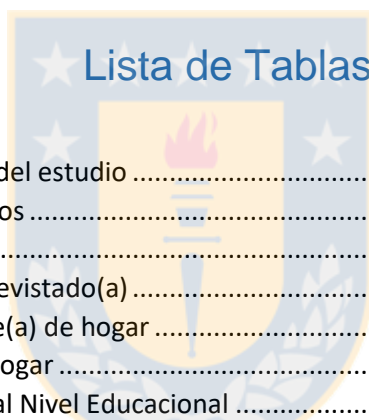 Lista de Tablas
del estudio ..............................
os ..........................................
................................
evistado(a) ..............................
e(a) de hogar ...........................
ogar ......................................
al Nivel Educacional .................